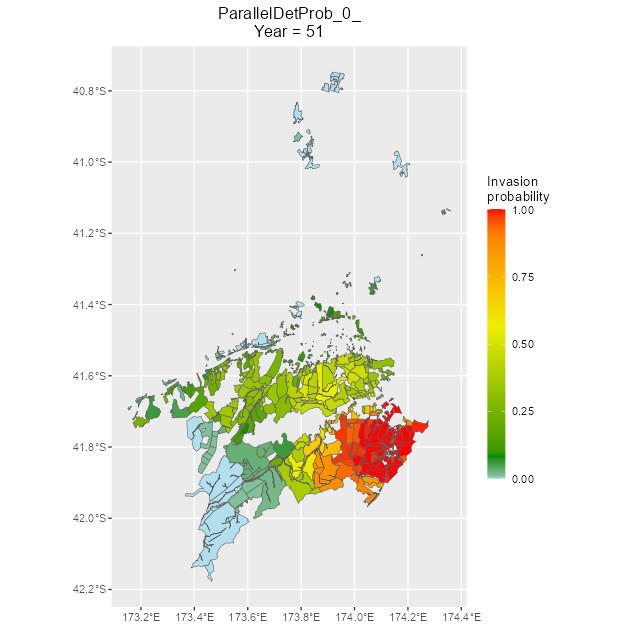 ParallelDetProb_0_
Year = 51
40.8°S
41.0°S
41.2°S
41.4°S
41.6°S
41.8°S
42.0°S
42.2°S
173.2°E
173.4°E
173.6°E
173.8°E
174.0°E
174.2°E
174.4°E
Invasion
probability
1.00
0.75
0.50
0.25
0.00